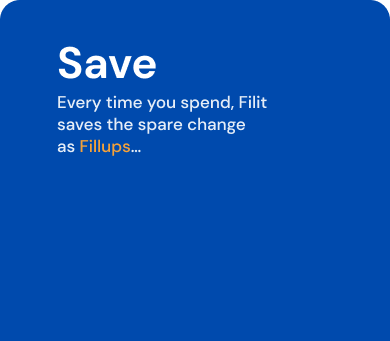 Save
Every time you spend, Filit
saves the spare change
as Fillups...